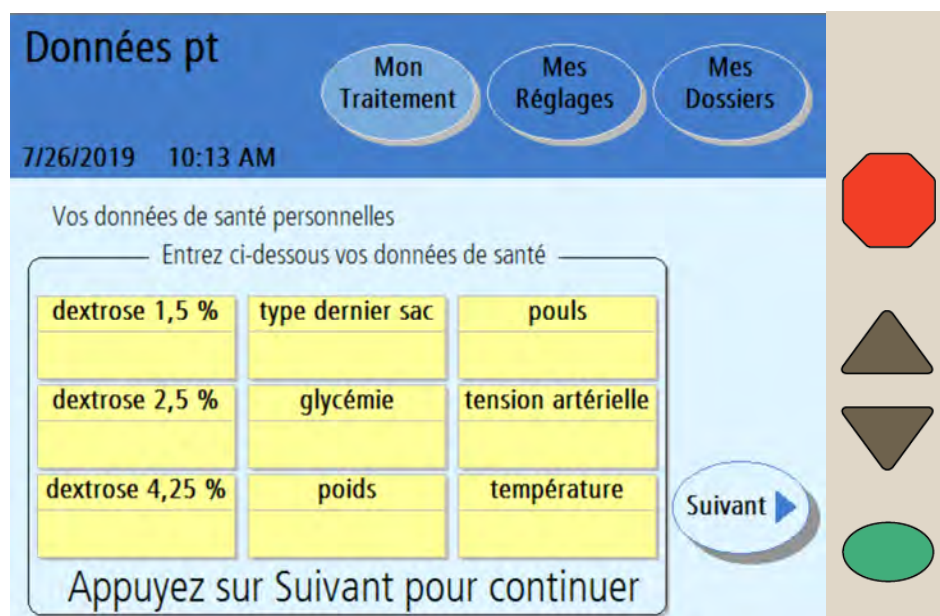 Données pt
Mon
Traitement
Mes
Réglages
Mes
Dossiers
7/26/2019 10:13 AM
Vos données de santé personnelles
Entrez ci-dessous vos données de santé
dextrose 1,5 % type dernier sac pouls
dextrose 2,5 % glycémie tension artérielle
dextrose 4,25 % poids température
Suivant
Appuyez sur Suivant pour continuer